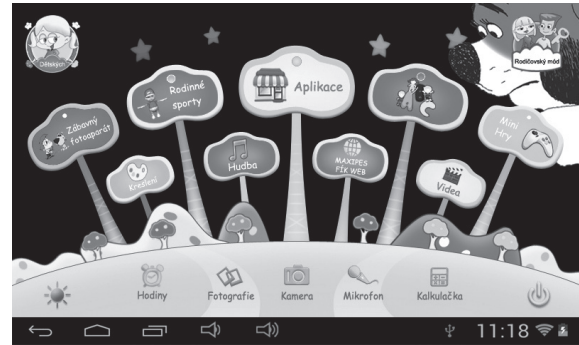 Dětských
Rodičovský mód
Rodinné
sporty
Aplikace
Zábavný
fotoaparát
Mini
Hry
Kreslení
Hudba
MAXIPES
FÍK WEB
Videa
Hodiny
Fotografie
Kamera
Mikrofon
Kalkulačka
11:18